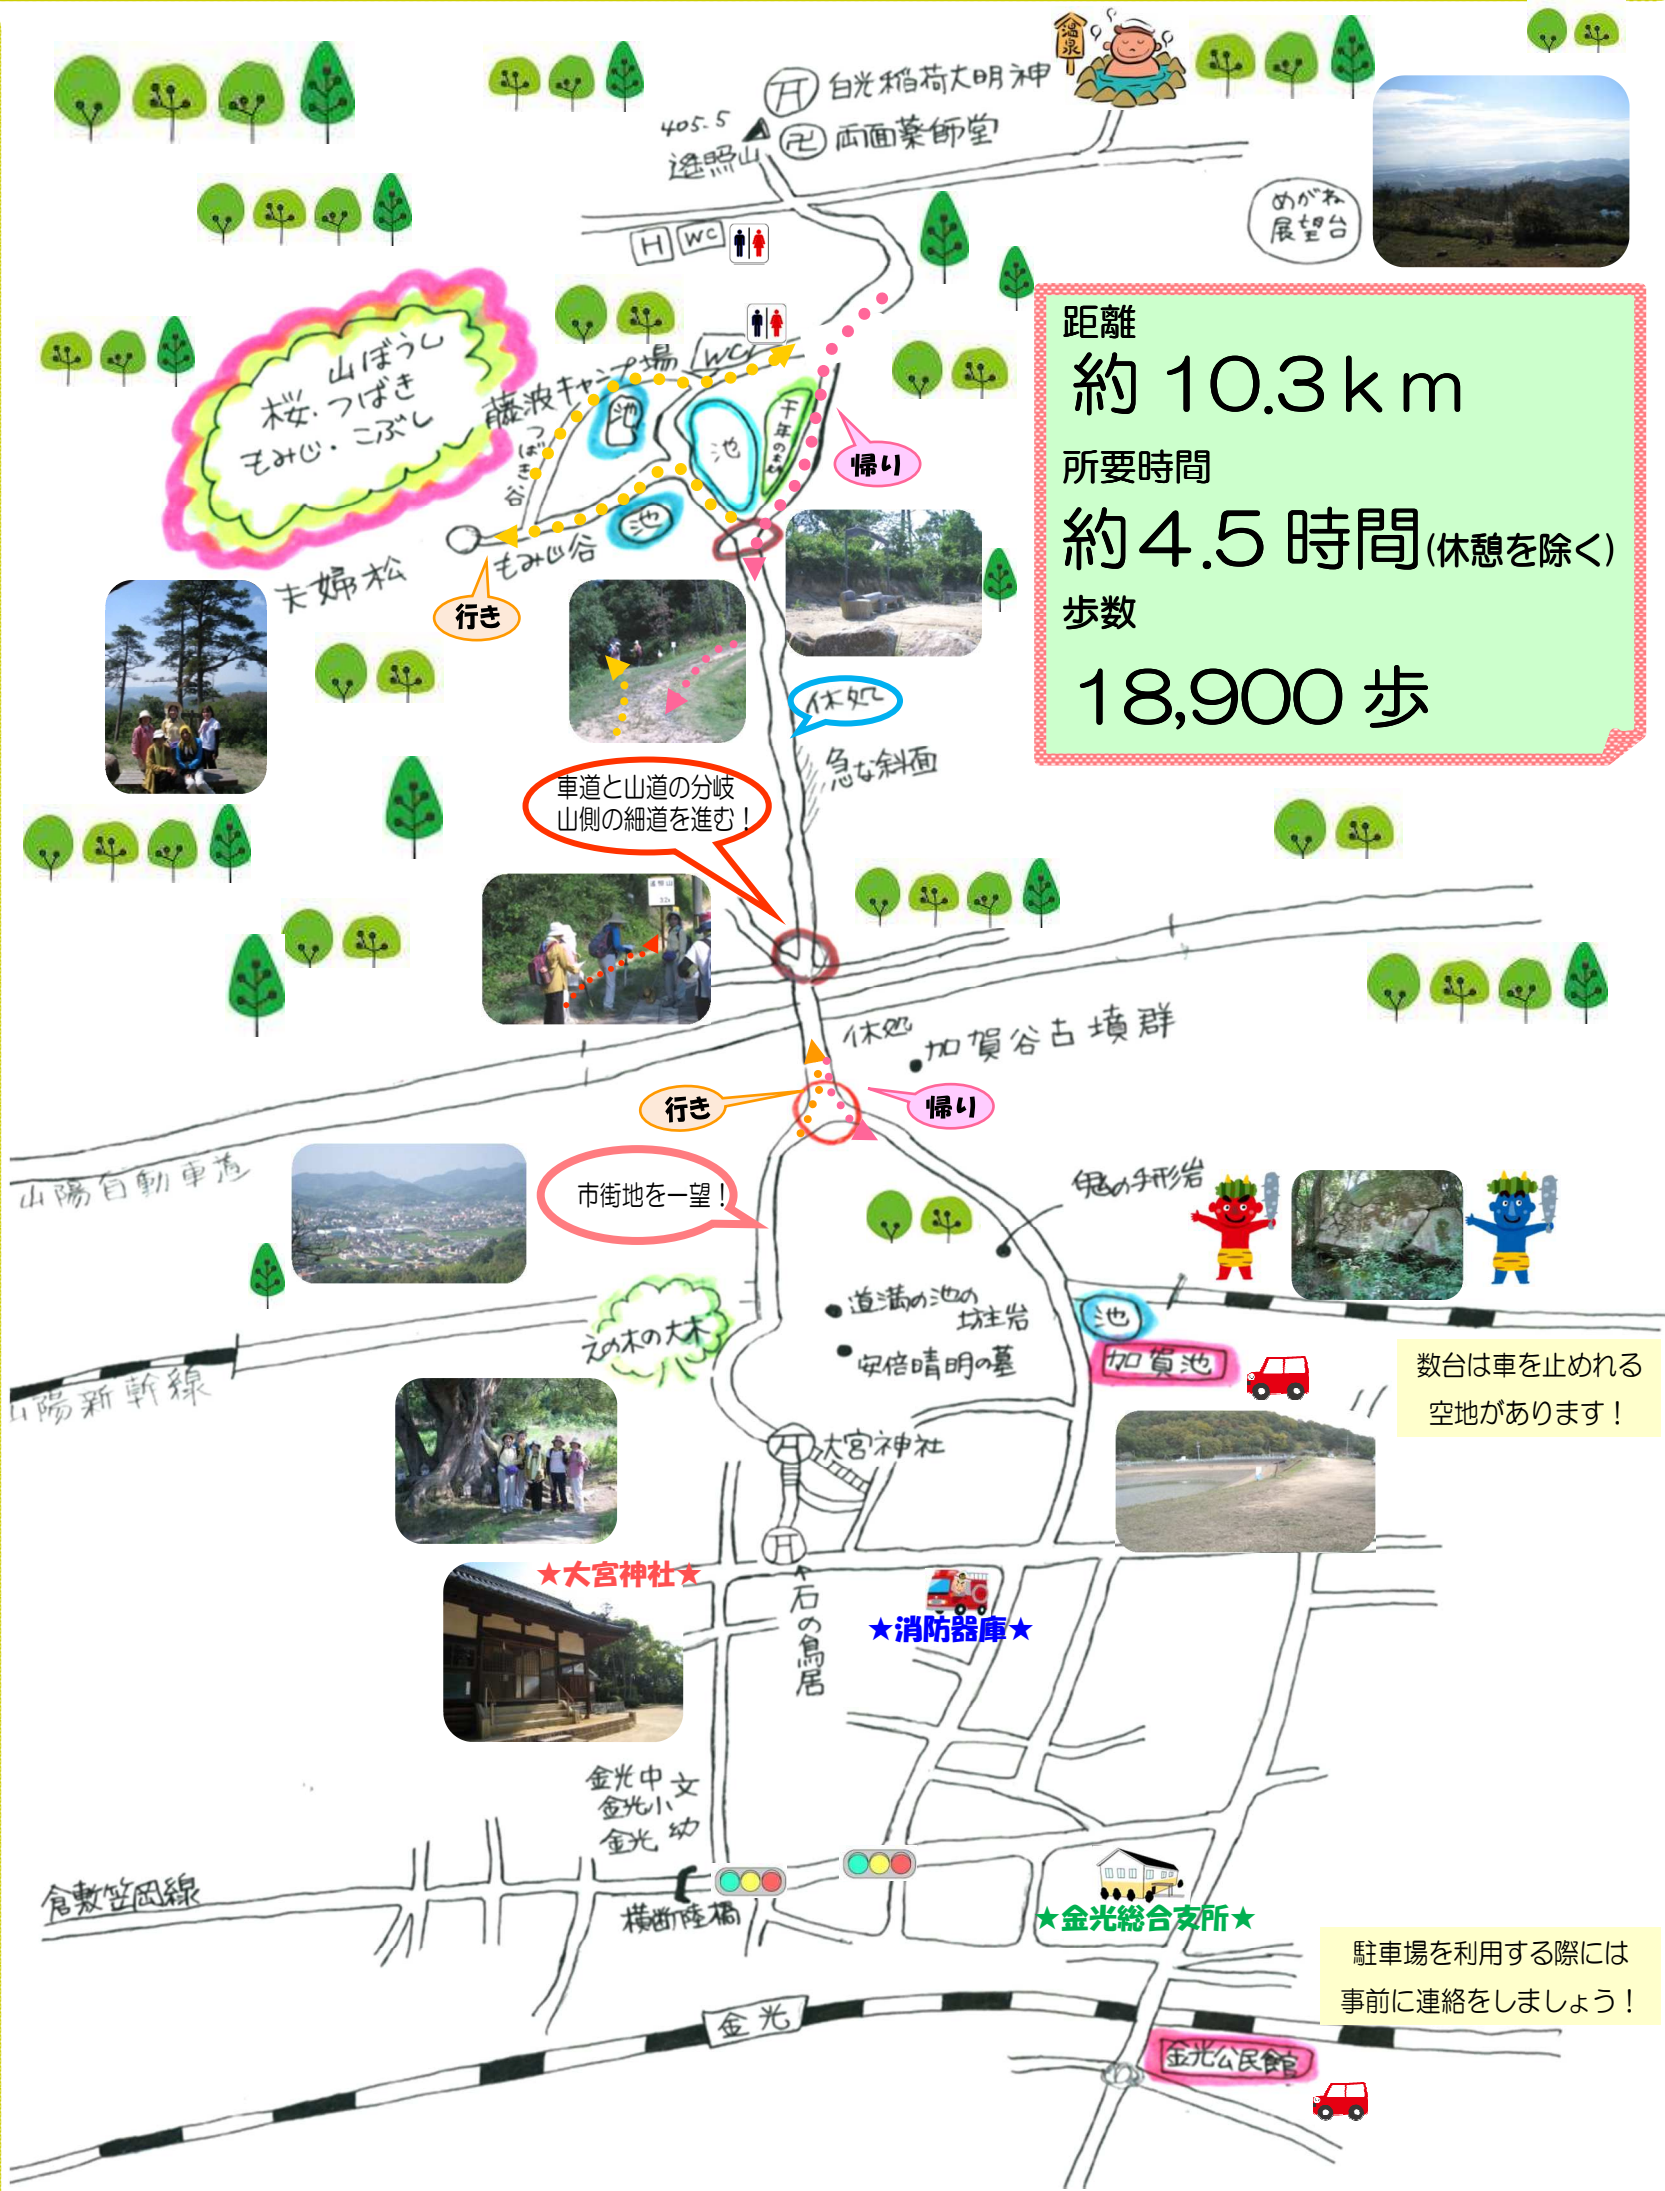 温泉
白光稲荷大明神
405.5
遙照山
両面薬師堂
めがね
展望台
H
WC
距離
約10.3km
所要時間
約4.5時間(休憩を除く)
歩数
18,900歩
山ぼうし
桜・つばき
もみじ・こぶし
藤波キャンプ場
WC
つばき谷
池
池
千年の森
帰り
池
もみじ谷
夫婦松
行き
休処
急な斜面
車道と山道の分岐
山側の細道を進む!
休処
加賀谷古墳群
行き
帰り
山陽自動車道
市街地を一望!
鬼の手形岩
道満の池の
坊主岩
安倍晴明の墓
えの木の大木
池
加賀池
数台は車を止めれる
空地があります!
山陽新幹線
大宮神社
★大宮神社★
石の鳥居
★消防器庫★
金光中
金光小
金光幼
文
倉敷笠岡線
横断陸橋
★金光総合支所★
駐車場を利用する際には
事前に連絡をしましょう!
金光
金光公民館